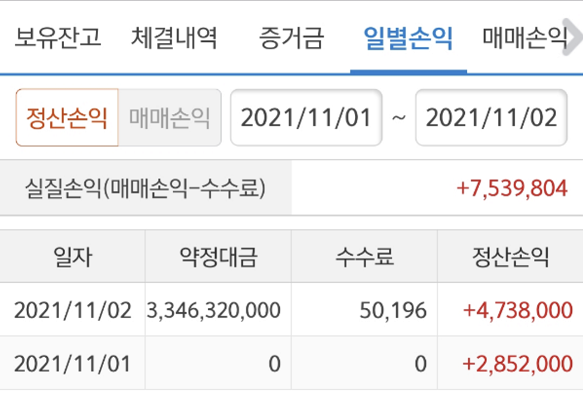 보유잔고 체결내역 증거금 일별손익 매매손익
정산손익 매매손익 2021/11/01 ~ 2021/11/02
실질손익(매매손익-수수료) +7,539,804
일자 약정대금 수수료 정산손익
2021/11/02 3,346,320,000 50,196 +4,738,000
2021/11/01 0 0 +2,852,000